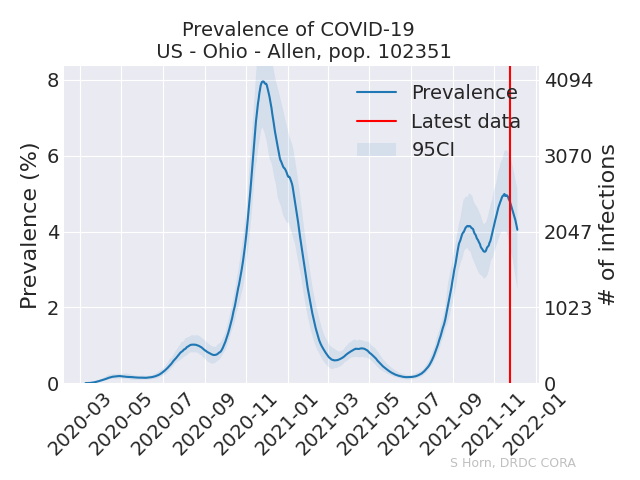 Prevalence of COVID-19
US - Ohio - Allen, pop. 102351
Prevalence (%)
8
6
4
2
0
Prevalence
Latest data
95CI
4094
3070
2047
1023
0
# of infections
2020-03
2020-05
2020-07
2020-09
2020-11
2021-01
2021-03
2021-05
2021-07
2021-09
2021-11
2022-01
S Horn, DRDC CORA